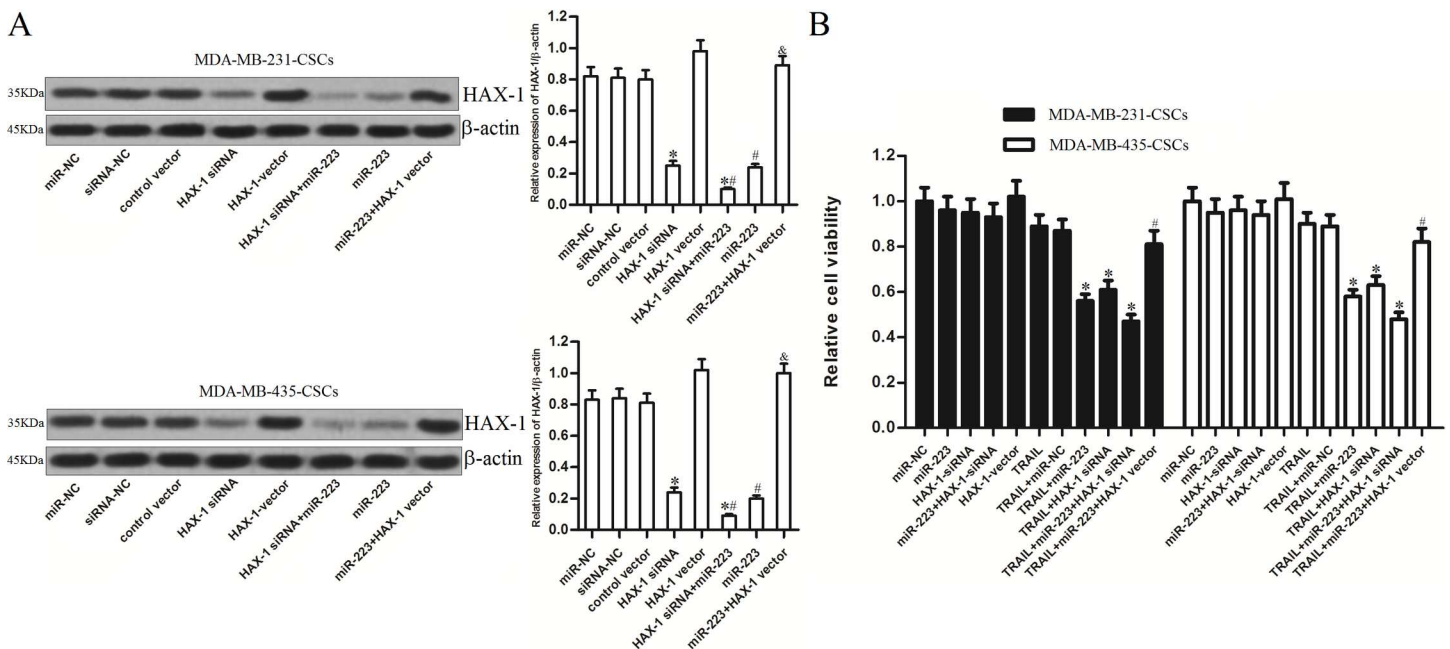 A
MDA-MB-231-CSCs
35KDa
HAX-1
45KDa
β-actin
miR-NC
siRNA-NC
control vector
HAX-1 siRNA
HAX-1-vector
HAX-1 siRNA+miR-223
miR-223
miR-223+HAX-1 vector
Relative expression of HAX-1/β-actin
1.2
1.0
0.8
0.6
0.4
0.2
0.0
*
*#
#
&
miR-NC
siRNA-NC
control vector
HAX-1 siRNA
HAX-1 vector
HAX-1 siRNA+miR-223
miR-223
miR-223+HAX-1 vector
MDA-MB-435-CSCs
35KDa
HAX-1
45KDa
β-actin
miR-NC
siRNA-NC
control vector
HAX-1 siRNA
HAX-1-vector
HAX-1 siRNA+miR-223
miR-223
miR-223+HAX-1 vector
Relative expression of HAX-1/β-actin
1.2
1.0
0.8
0.6
0.4
0.2
0.0
*
*#
#
&
miR-NC
siRNA-NC
control vector
HAX-1 siRNA
HAX-1 vector
HAX-1 siRNA+miR-223
miR-223
miR-223+HAX-1 vector
B
MDA-MB-231-CSCs
MDA-MB-435-CSCs
Relative cell viability
1.2
1.0
0.8
0.6
0.4
0.2
0.0
*
*
*
#
*
*
*
#
miR-NC
miR-223
HAX-1-siRNA
miR-223+HAX-1-siRNA
HAX-1-vector
TRAIL
TRAIL+miR-NC
TRAIL+miR-223
TRAIL+HAX-1 siRNA
TRAIL+miR-223+HAX-1 siRNA
TRAIL+miR-223+HAX-1 vector
miR-NC
miR-223
HAX-1-siRNA
miR-223+HAX-1-siRNA
HAX-1-vector
TRAIL
TRAIL+miR-NC
TRAIL+miR-223
TRAIL+HAX-1 siRNA
TRAIL+miR-223+HAX-1 siRNA
TRAIL+miR-223+HAX-1 vector